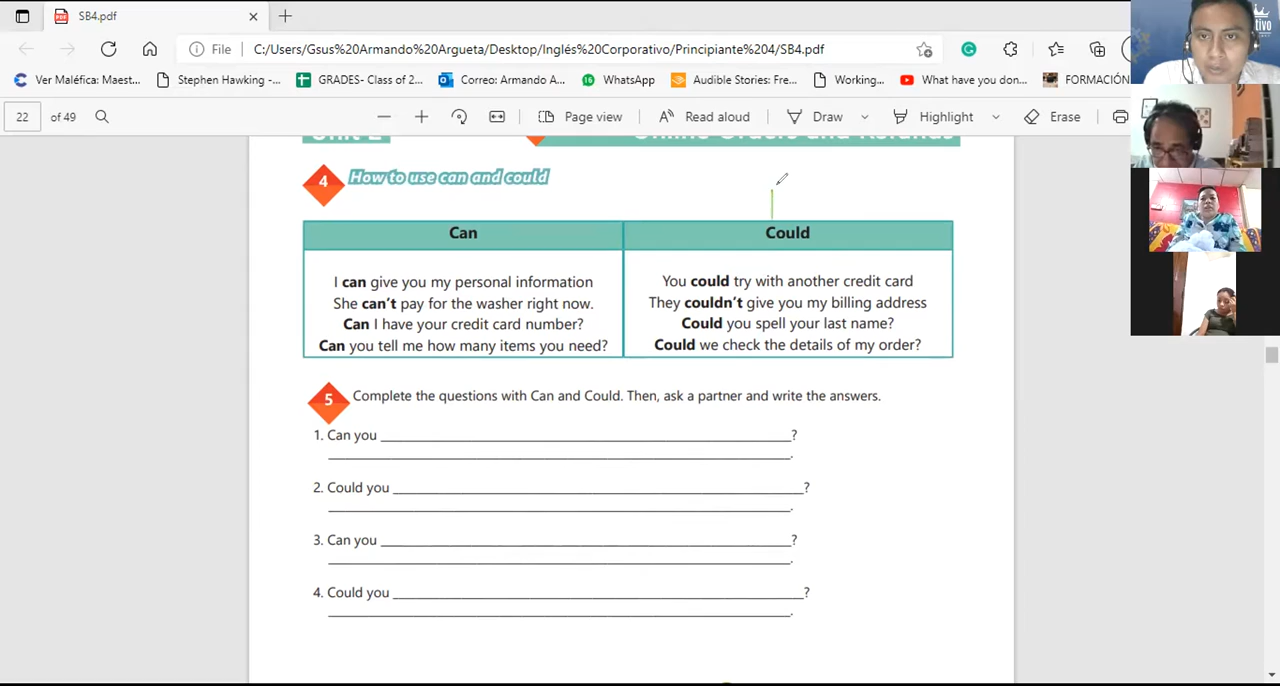 SB4.pdf
File C:/Users/Gsus%20Armando%20Argueta/Desktop/Inglés%20Corporativo/Principiante%204/SB4.pdf
Ver Maléfica: Maest... Stephen Hawking -... GRADES- Class of 2... Correo: Armando A... WhatsApp Audible Stories: Fre... Working... What have you don... FORMACIÓN
22 of 49 Page view Read aloud Draw Highlight Erase
Unit 2 Online Orders and Refunds
4 How to use can and could
Can Could
I can give you my personal information You could try with another credit card
She can't pay for the washer right now. They couldn't give you my billing address
Can I have your credit card number? Could you spell your last name?
Can you tell me how many items you need? Could we check the details of my order?
5 Complete the questions with Can and Could. Then, ask a partner and write the answers.
1. Can you ?
.
2. Could you ?
.
3. Can you ?
.
4. Could you ?
.